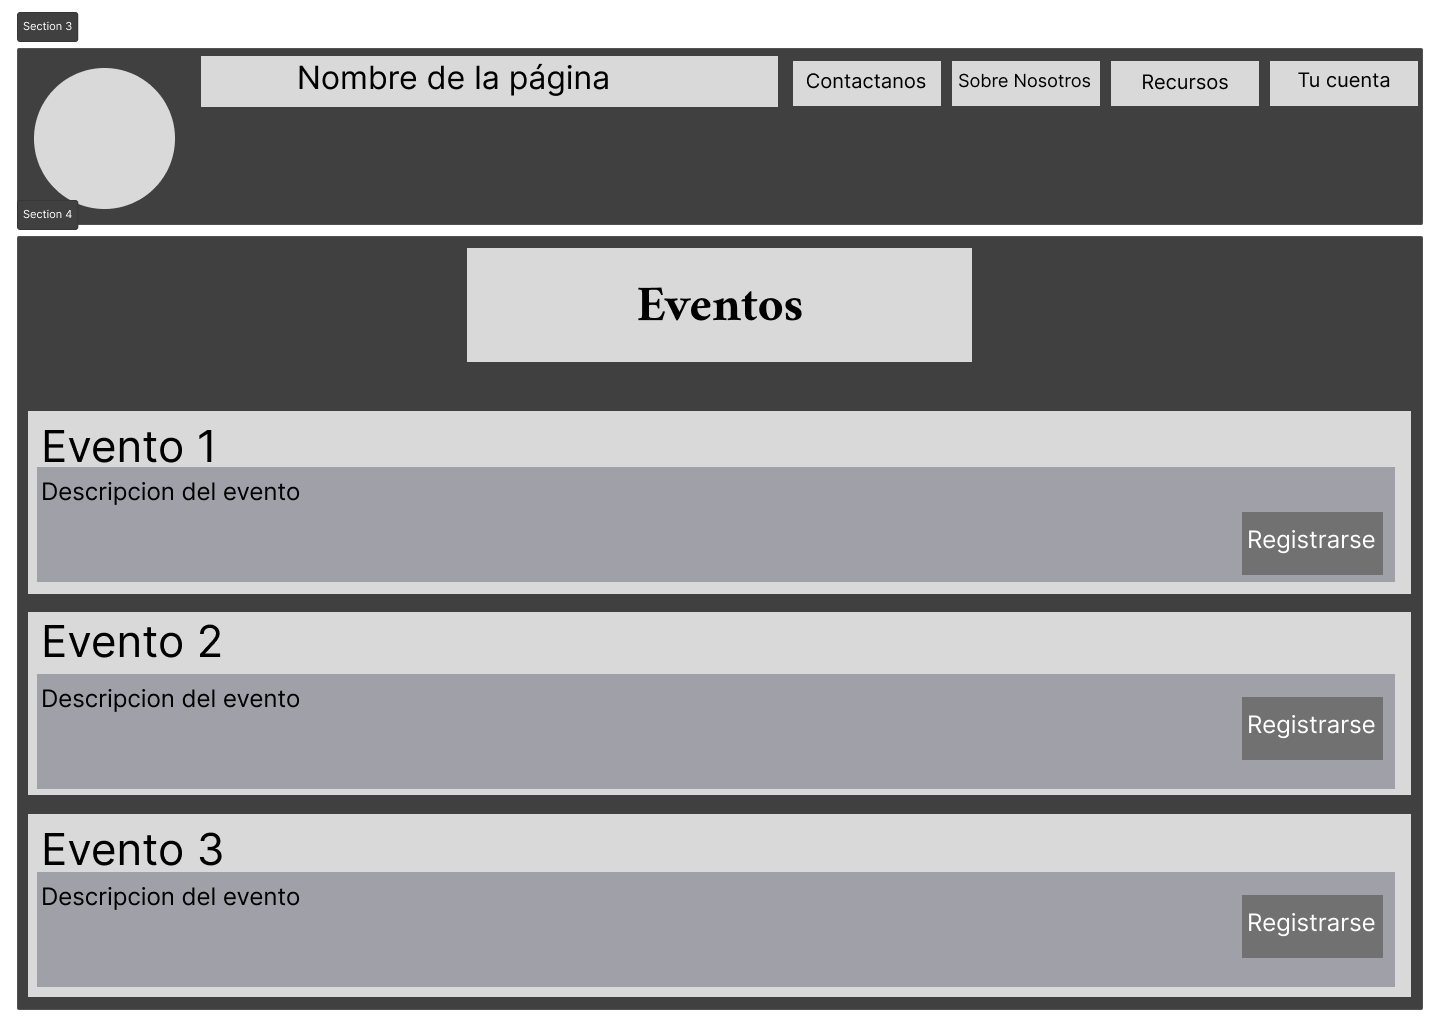 Section 3
Nombre de la página
Contactanos
Sobre Nosotros
Recursos
Tu cuenta
Section 4
Eventos
Evento 1
Descripcion del evento
Registrarse
Evento 2
Descripcion del evento
Registrarse
Evento 3
Descripcion del evento
Registrarse